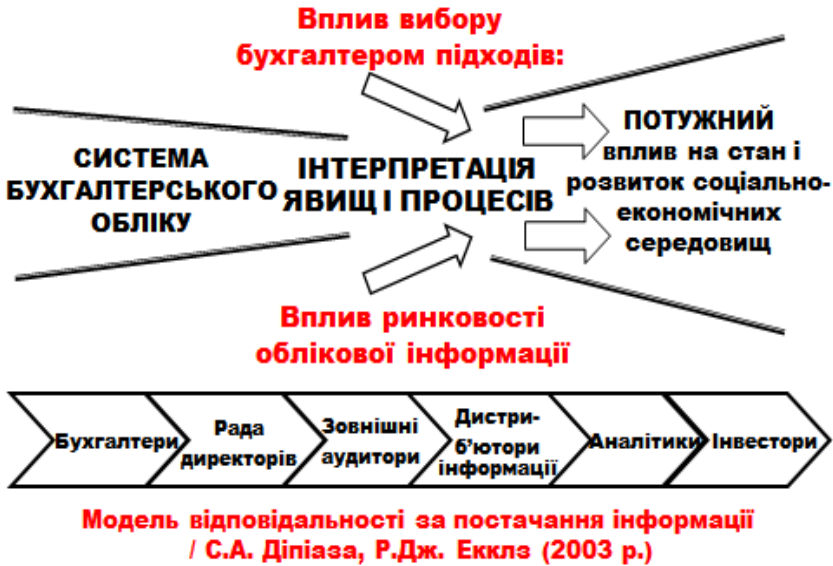 Вплив вибору
бухгалтером підходів:
СИСТЕМА
БУХГАЛТЕРСЬКОГО
ОБЛІКУ
ІНТЕРПРЕТАЦІЯ
ЯВИЩ І ПРОЦЕСІВ
ПОТУЖНИЙ
вплив на стан і
розвиток соціально-
економічних
середовищ
Вплив ринковості
облікової інформації
Бухгалтери
Рада
директорів
Зовнішні
аудитори
Дистри-
б’ютори
інформації
Аналітики
Інвестори
Модель відповідальності за постачання інформації
/ С.А. Діпіаза, Р.Дж. Екклз (2003 р.)